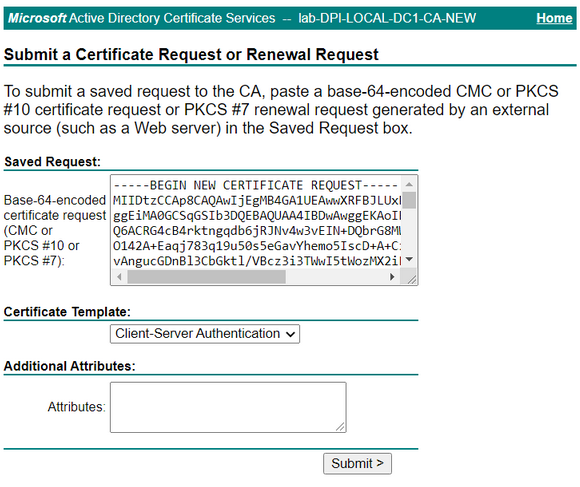 Microsoft Active Directory Certificate Services -- lab-DPI-LOCAL-DC1-CA-NEW Home
Submit a Certificate Request or Renewal Request
To submit a saved request to the CA, paste a base-64-encoded CMC or PKCS
#10 certificate request or PKCS #7 renewal request generated by an external
source (such as a Web server) in the Saved Request box.
Saved Request:
Base-64-encoded
certificate request
(CMC or
PKCS #10 or
PKCS #7):
-----BEGIN NEW CERTIFICATE REQUEST-----
MIIDtzCCAp8CAQAwIjEgMB4GA1UEAwwXRFBJLUx
ggEiMA0GCSqGSIb3DQEBAQUAA4IBDwAwggEKAoI
Q6ACRG4cB4rktngqdb6jRJNv4w3vEIN+DQbrG8M
O142A+Eaqj783q19u50s5eGavYhemo5IscD+A+C
vAngucGDnBl3CbGktl/VBcz3i3TWwI5tWozMX2i
Certificate Template:
Client-Server Authentication
Additional Attributes:
Attributes:
Submit >